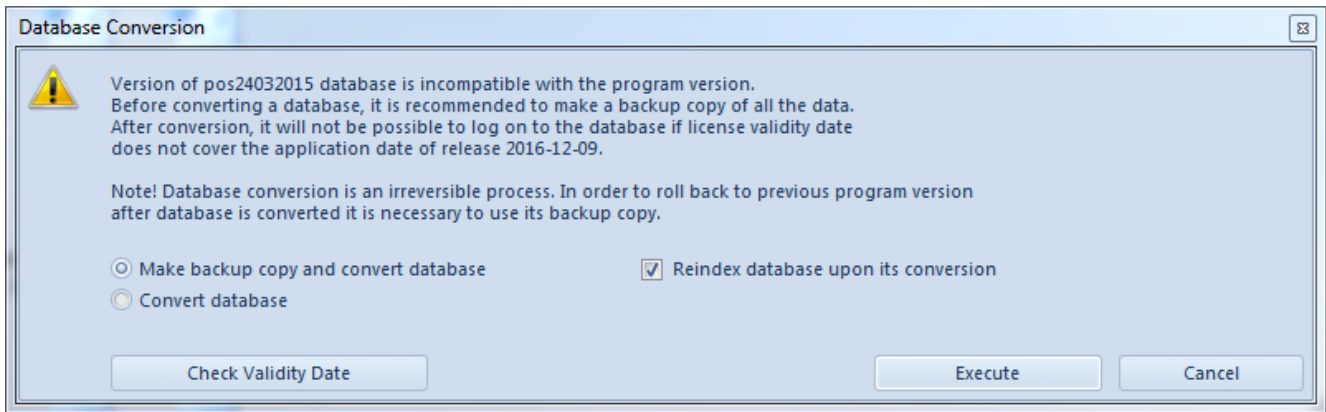 Database Conversion
Version of pos24032015 database is incompatible with the program version.
Before converting a database, it is recommended to make a backup copy of all the data.
After conversion, it will not be possible to log on to the database if license validity date
does not cover the application date of release 2016-12-09.
Note! Database conversion is an irreversible process. In order to roll back to previous program version
after database is converted it is necessary to use its backup copy.
Make backup copy and convert database
Reindex database upon its conversion
Convert database
Check Validity Date
Execute
Cancel